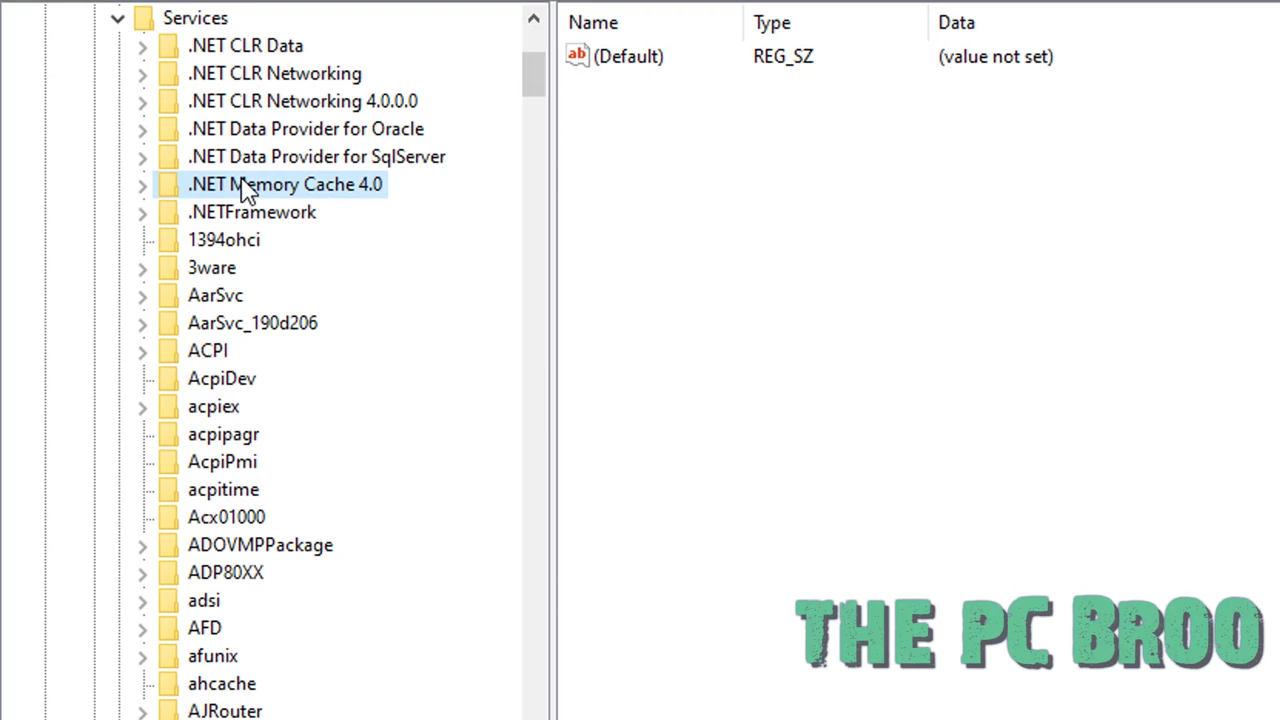 Services
.NET CLR Data
.NET CLR Networking
.NET CLR Networking 4.0.0.0
.NET Data Provider for Oracle
.NET Data Provider for SqlServer
.NET Memory Cache 4.0
.NETFramework
1394ohci
3ware
AarSvc
AarSvc_190d206
ACPI
AcpiDev
acpiex
acpipagr
AcpiPmi
acpitime
Acx01000
ADOVMPPackage
ADP80XX
adsi
AFD
afunix
ahcache
AJRouter
Name Type Data
ab (Default) REG_SZ (value not set)
THE PC BROO